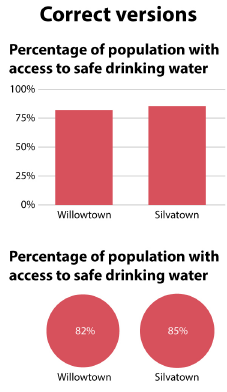 Correct versions
Percentage of population with
access to safe drinking water
100%
75%
50%
25%
0%
Willowtown Silvatown
Percentage of population with
access to safe drinking water
82% 85%
Willowtown Silvatown